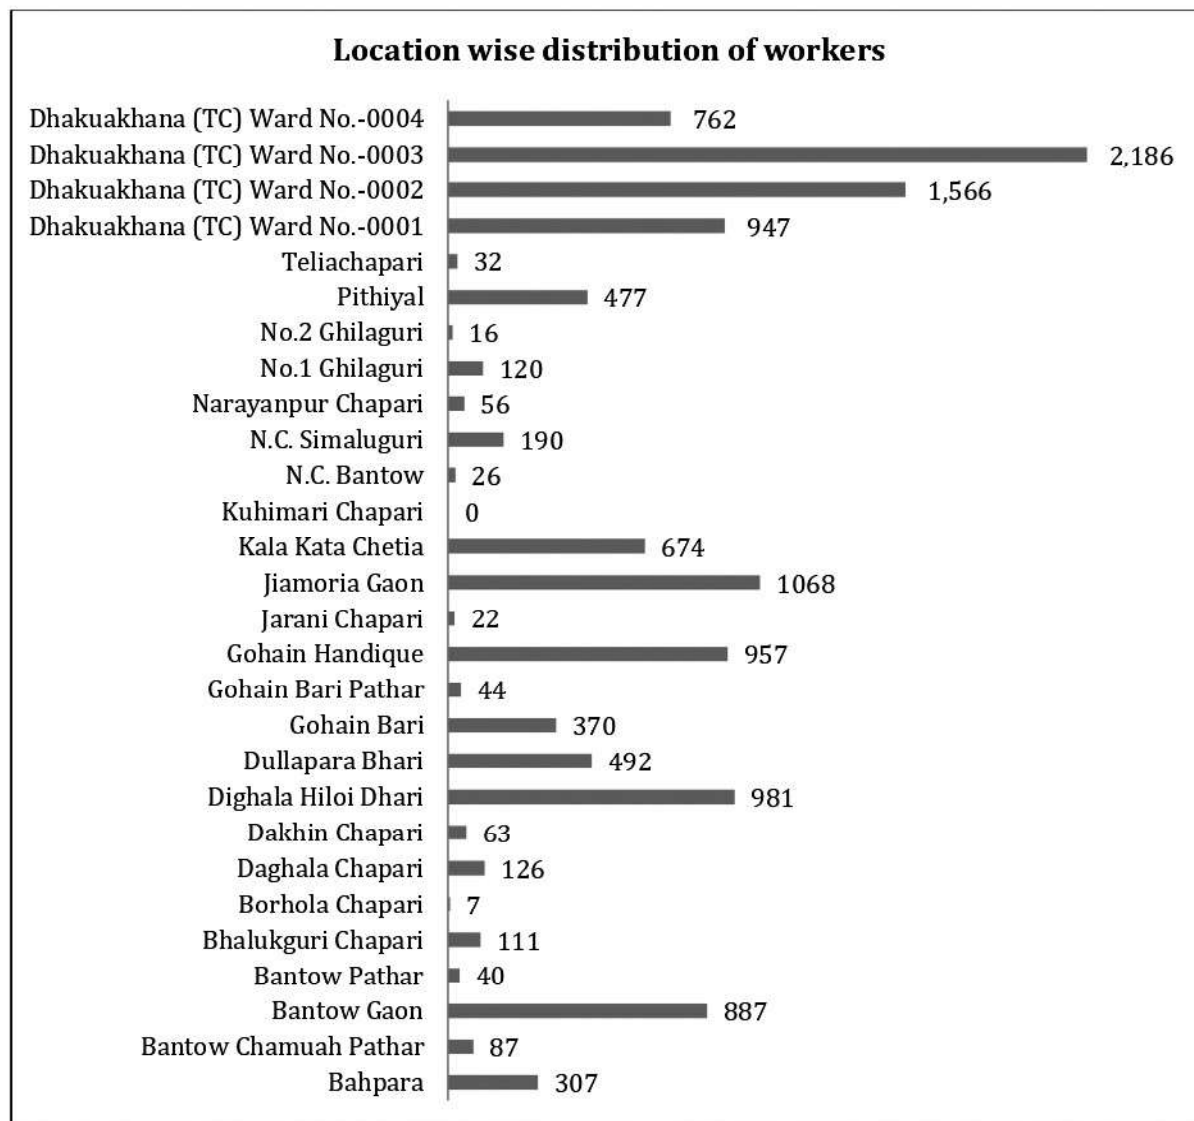 Location wise distribution of workers
Dhakuakhana (TC) Ward No.-0004 762
Dhakuakhana (TC) Ward No.-0003 2,186
Dhakuakhana (TC) Ward No.-0002 1,566
Dhakuakhana (TC) Ward No.-0001 947
Teliachapari 32
Pithiyal 477
No.2 Ghilaguri 16
No.1 Ghilaguri 120
Narayanpur Chapari 56
N.C. Simaluguri 190
N.C. Bantow 26
Kuhimari Chapari 0
Kala Kata Chetia 674
Jiamoria Gaon 1068
Jarani Chapari 22
Gohain Handique 957
Gohain Bari Pathar 44
Gohain Bari 370
Dullapara Bhari 492
Dighala Hiloi Dhari 981
Dakhin Chapari 63
Daghala Chapari 126
Borhola Chapari 7
Bhalukguri Chapari 111
Bantow Pathar 40
Bantow Gaon 887
Bantow Chamuah Pathar 87
Bahpara 307